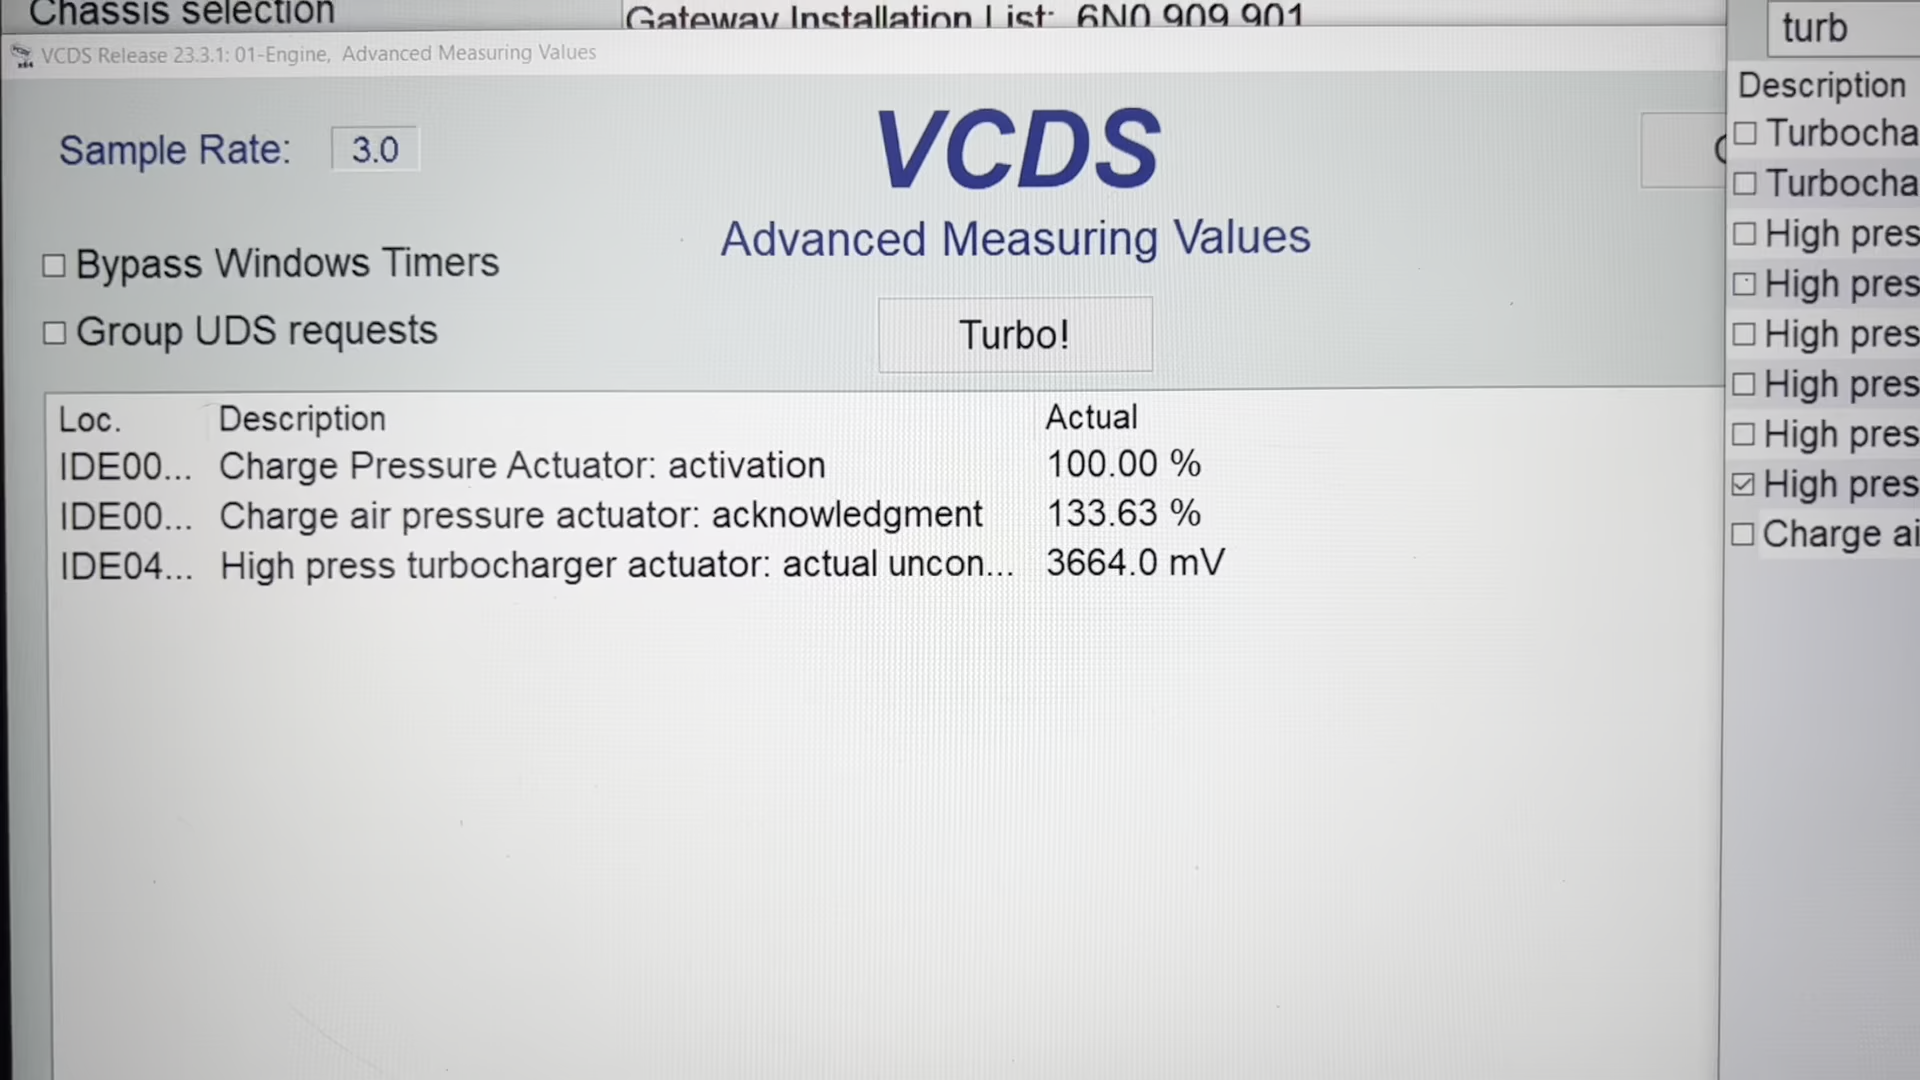 Chassis selection
Gateway Installation List: 6N0 909 901
turb
VCDS Release 23.3.1: 01-Engine, Advanced Measuring Values
Sample Rate: 3.0
VCDS
Advanced Measuring Values
Bypass Windows Timers
Group UDS requests
Turbo!
Loc. Description Actual
IDE00... Charge Pressure Actuator: activation 100.00 %
IDE00... Charge air pressure actuator: acknowledgment 133.63 %
IDE04... High press turbocharger actuator: actual uncon... 3664.0 mV
Description
Turbocha
Turbocha
High pres
High pres
High pres
High pres
High pres
High pres
Charge ai